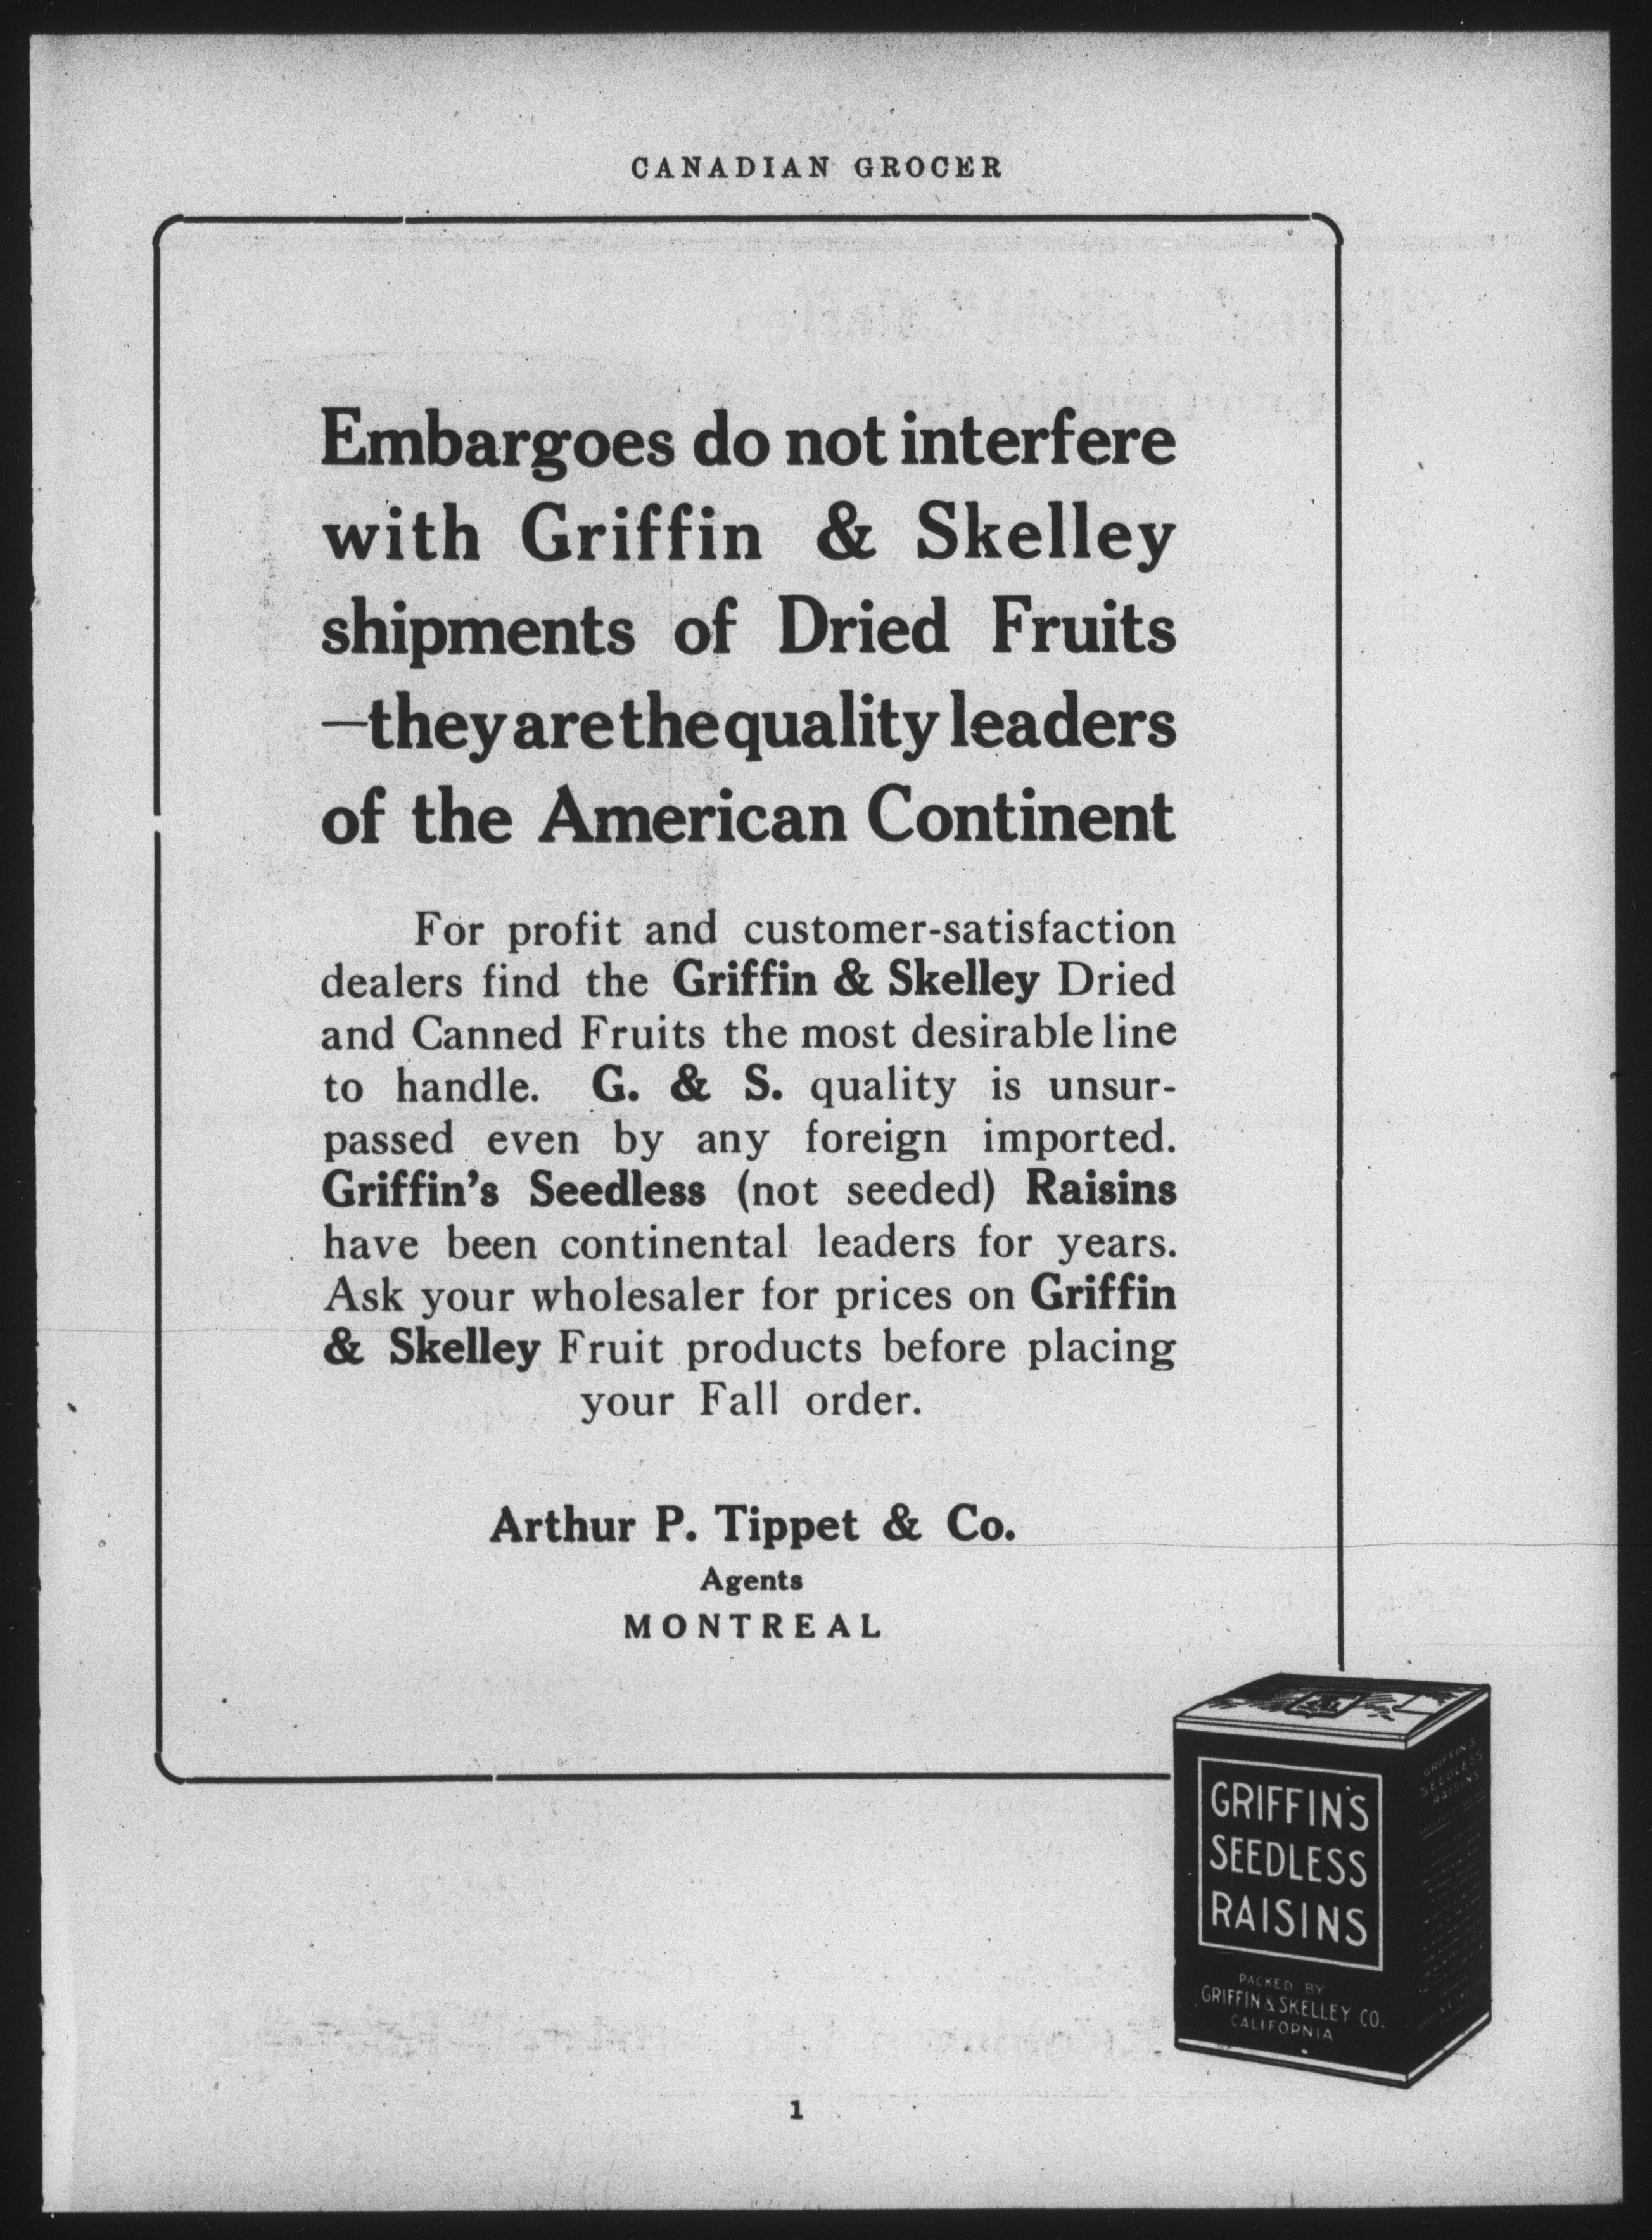 CANADIAN GROCER
Embargoes do not interfere
with Griffin & Skelley
shipments of Dried Fruits
—they are the quality leaders
of the American Continent
For profit and customer-satisfaction
dealers find the Griffin & Skelley Dried
and Canned Fruits the most desirable line
to handle. G. & S. quality is unsur-
passed even by any foreign imported.
Griffin's Seedless (not seeded) Raisins
have been continental leaders for years.
Ask your wholesaler for prices on Griffin
& Skelley Fruit products before placing
your Fall order.
Arthur P. Tippet & Co.
Agents
MONTREAL
GRIFFIN'S
SEEDLESS
RAISINS
PACKED BY
GRIFFIN & SKELLEY CO.
CALIFORNIA
GRIFFIN'S
SEEDLESS
RAISINS
1